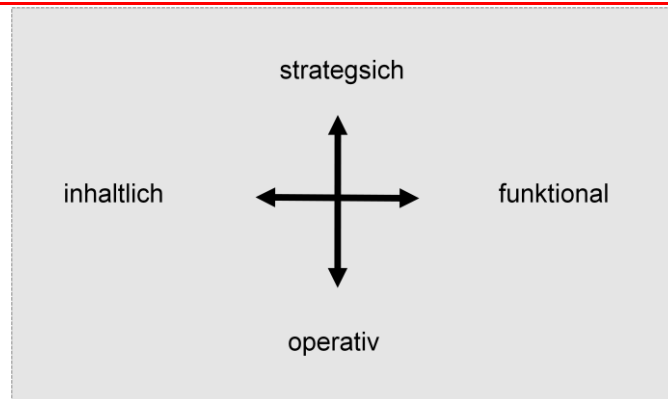 strategsich
inhaltlich
funktional
operativ